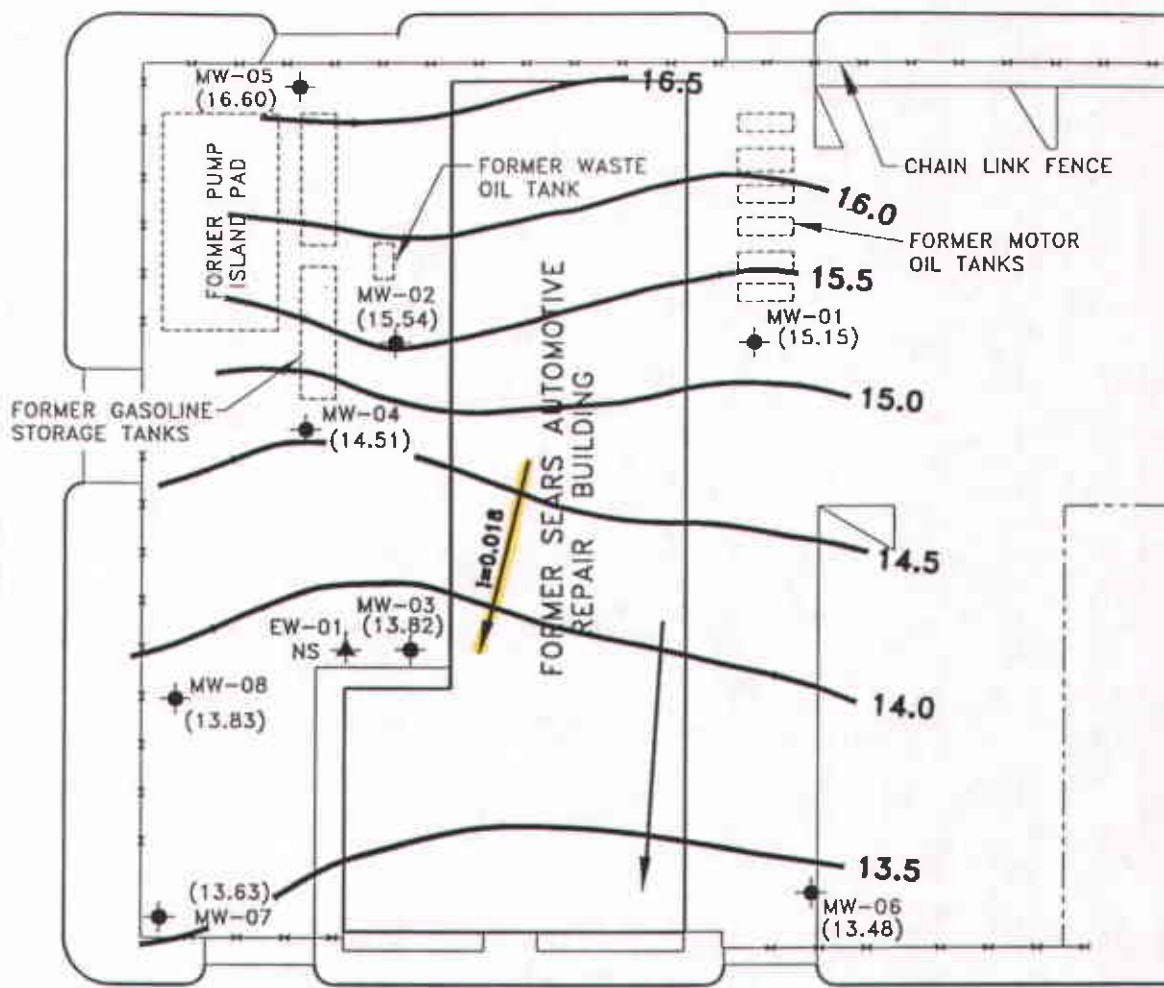 MW-05
(16.60)
16.5
FORMER PUMP
ISLAND PAD
FORMER WASTE
OIL TANK
CHAIN LINK FENCE
16.0
FORMER MOTOR
OIL TANKS
MW-02
(15.54)
15.5
MW-01
(15.15)
FORMER GASOLINE
STORAGE TANKS
MW-04
(14.51)
15.0
FORMER SEARS AUTOMOTIVE
REPAIR BUILDING
I=0.018
14.5
MW-03
(13.82)
EW-01
NS
MW-08
(13.83)
14.0
13.5
(13.63)
MW-07
MW-06
(13.48)